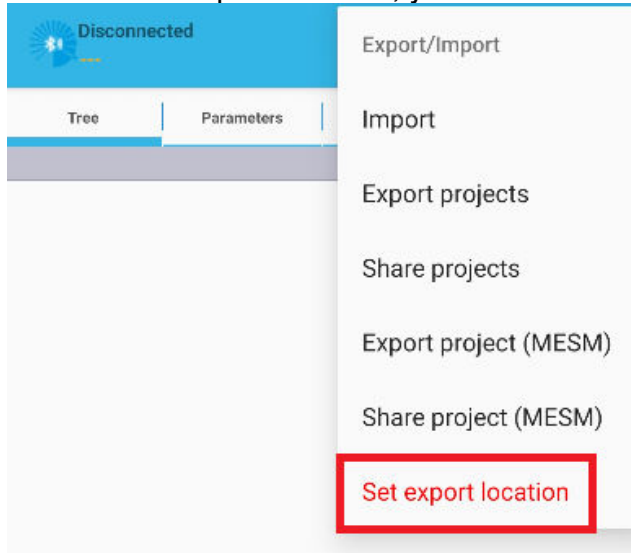 Disconnected
---
Tree
Parameters
Export/Import
Import
Export projects
Share projects
Export project (MESM)
Share project (MESM)
Set export location